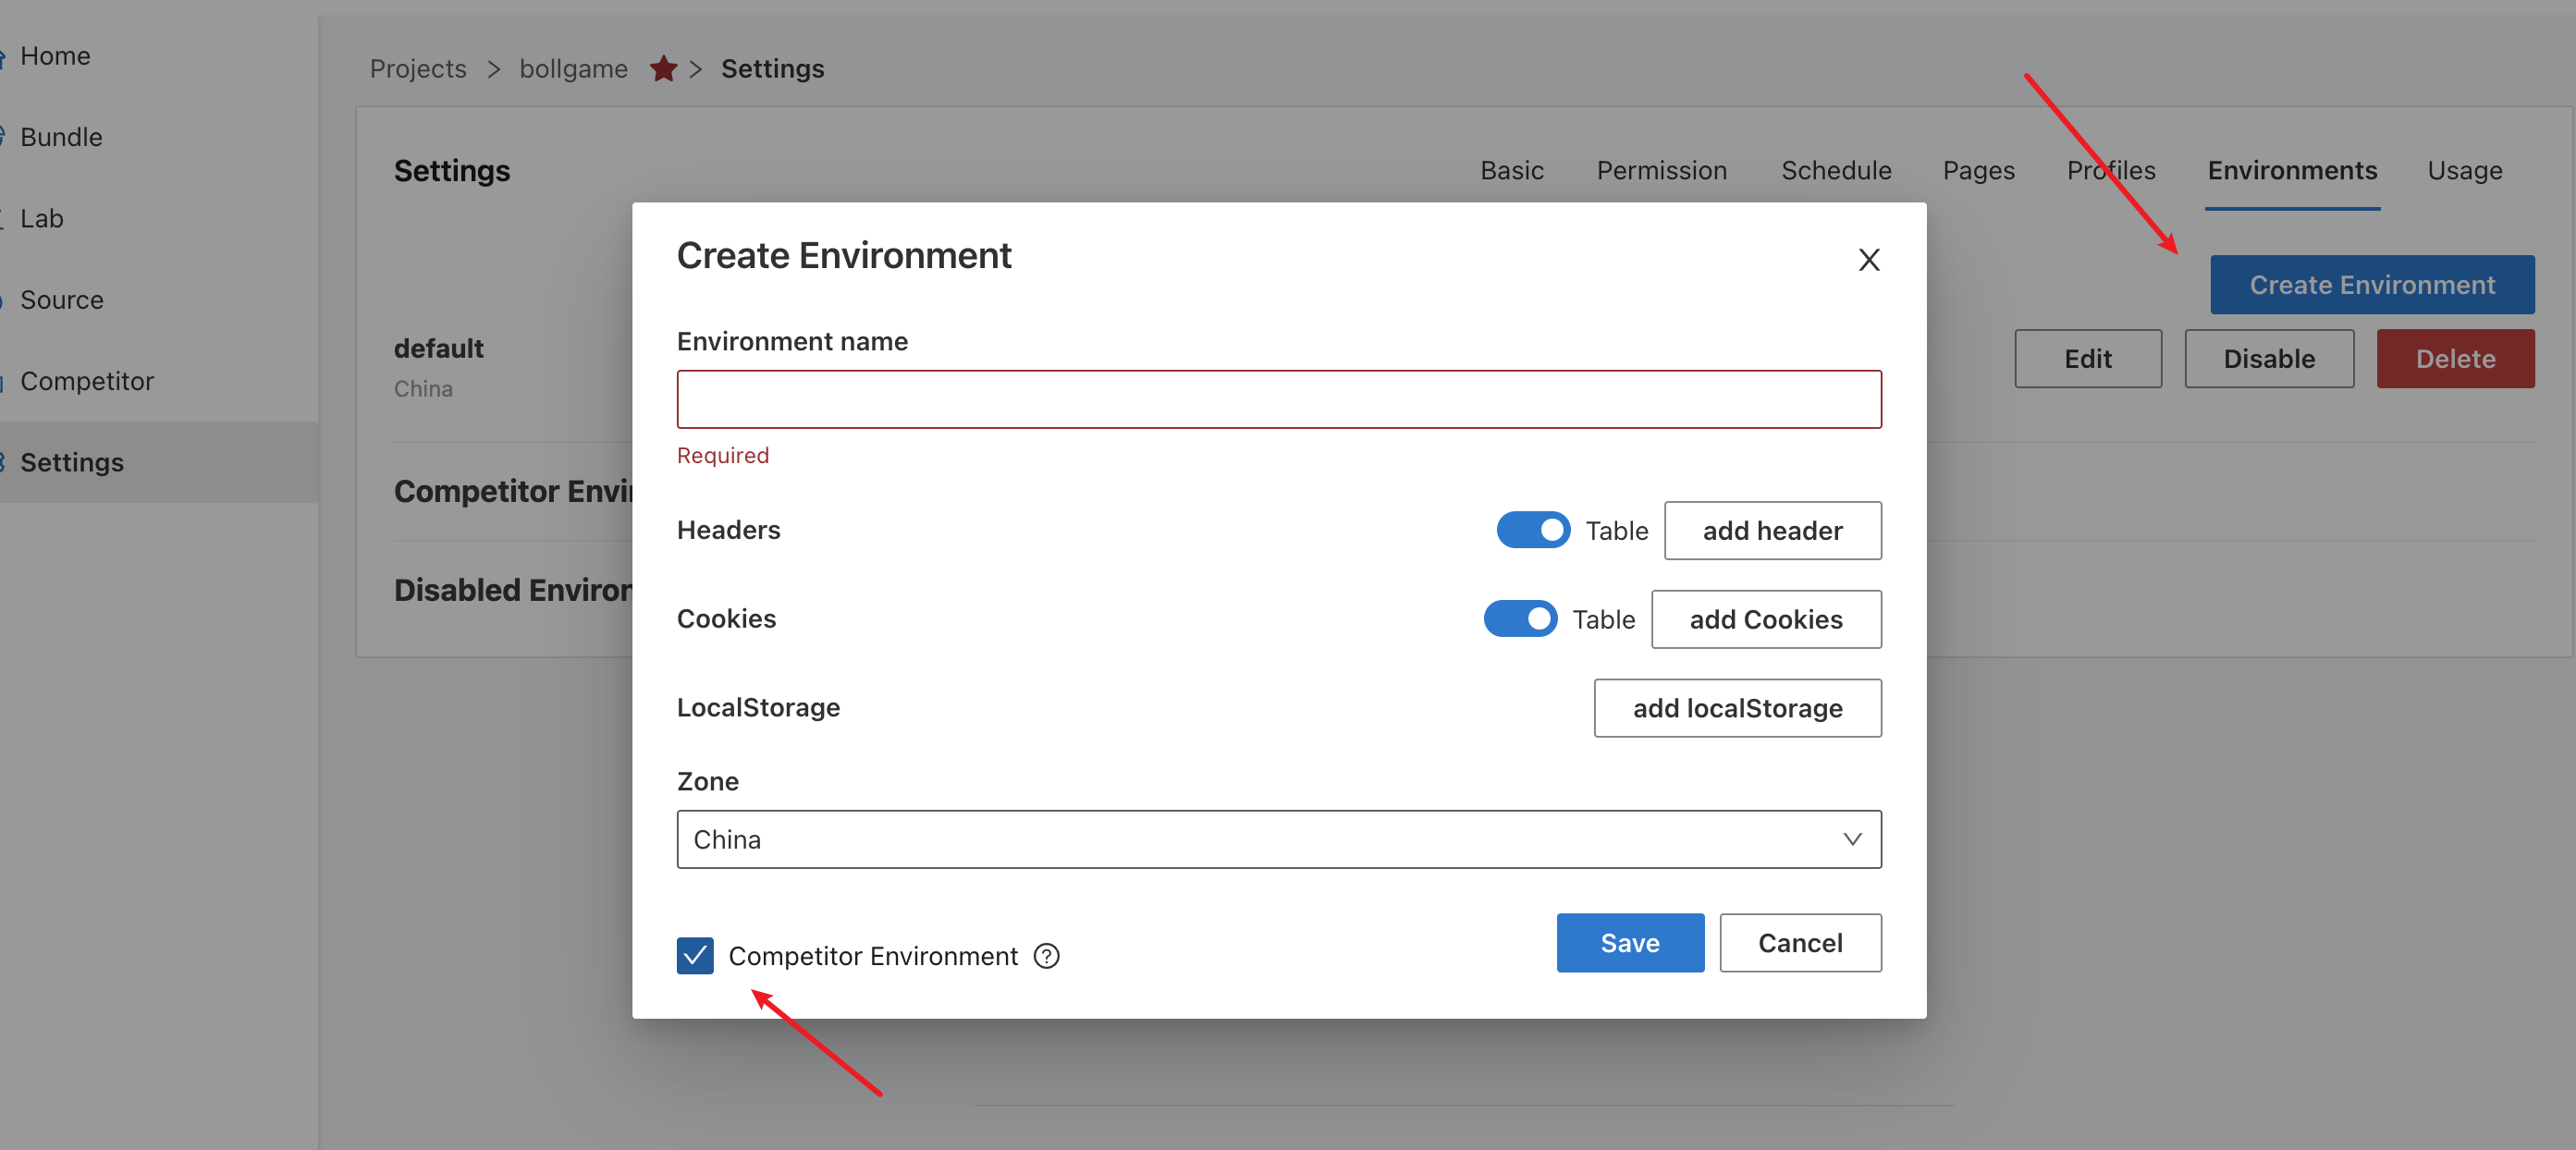 Home
Bundle
Lab
Source
Competitor
Settings
Projects > bollgame > Settings
Settings
Basic Permission Schedule Pages Profiles Environments Usage
Create Environment
default
China
Edit Disable Delete
Competitor Envi
Disabled Environ
Create Environment
Environment name
Required
Headers Table add header
Cookies Table add Cookies
LocalStorage add localStorage
Zone
China
Competitor Environment ?
Save Cancel